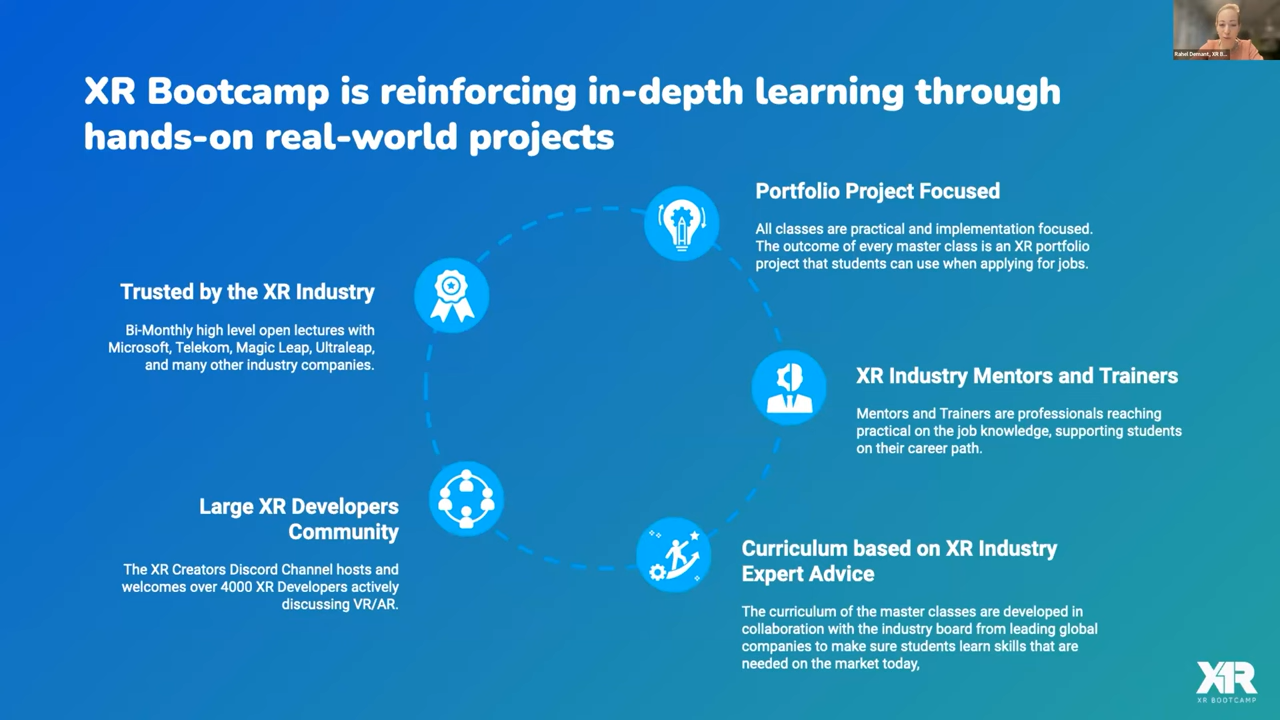 Rahel Demant, XR B...
XR Bootcamp is reinforcing in-depth learning through
hands-on real-world projects
Portfolio Project Focused
All classes are practical and implementation focused.
The outcome of every master class is an XR portfolio
project that students can use when applying for jobs.
Trusted by the XR Industry
Bi-Monthly high level open lectures with
Microsoft, Telekom, Magic Leap, Ultraleap,
and many other industry companies.
XR Industry Mentors and Trainers
Mentors and Trainers are professionals reaching
practical on the job knowledge, supporting students
on their career path.
Large XR Developers
Community
The XR Creators Discord Channel hosts and
welcomes over 4000 XR Developers actively
discussing VR/AR.
Curriculum based on XR Industry
Expert Advice
The curriculum of the master classes are developed in
collaboration with the industry board from leading global
companies to make sure students learn skills that are
needed on the market today,
XR
XR BOOTCAMP